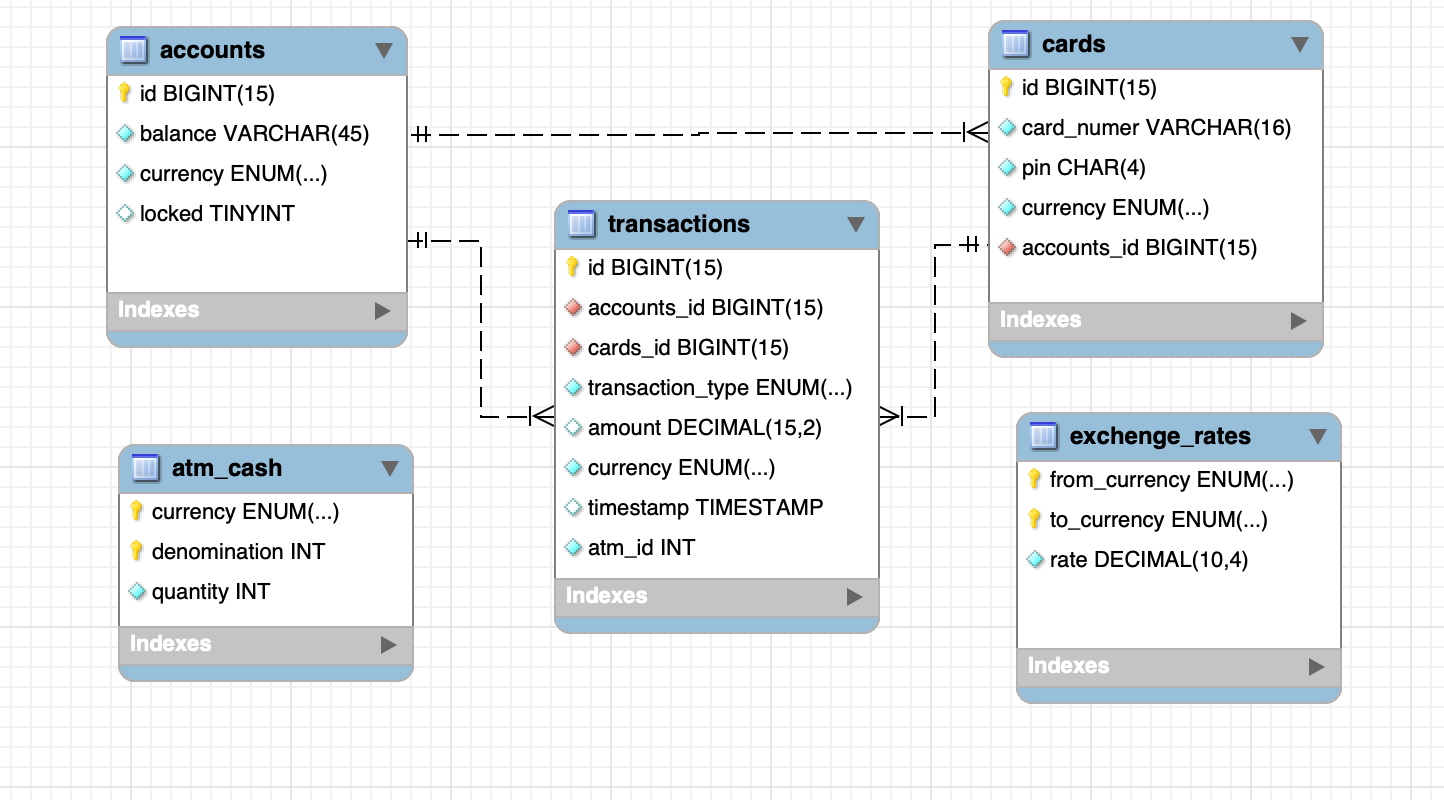 accounts
id BIGINT(15)
balance VARCHAR(45)
currency ENUM(...)
locked TINYINT
Indexes
cards
id BIGINT(15)
card_numer VARCHAR(16)
pin CHAR(4)
currency ENUM(...)
accounts_id BIGINT(15)
Indexes
transactions
id BIGINT(15)
accounts_id BIGINT(15)
cards_id BIGINT(15)
transaction_type ENUM(...)
amount DECIMAL(15,2)
currency ENUM(...)
timestamp TIMESTAMP
atm_id INT
Indexes
atm_cash
currency ENUM(...)
denomination INT
quantity INT
Indexes
exchenge_rates
from_currency ENUM(...)
to_currency ENUM(...)
rate DECIMAL(10,4)
Indexes